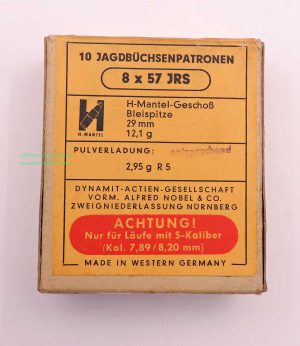 10 JAGDBÜCHSENPATRONEN
8 x 57 JRS
H-MANTEL
H-Mantel-Geschoß
Bleispitze
29 mm
12,1 g
PULVERLADUNG: entsprechend
2,95 g R 5
DYNAMIT-ACTIEN-GESELLSCHAFT
VORM. ALFRED NOBEL & CO.
ZWEIGNIEDERLASSUNG NÜRNBERG
ACHTUNG!
Nur für Läufe mit S-Kaliber
(Kal. 7,89/8,20 mm)
MADE IN WESTERN GERMANY